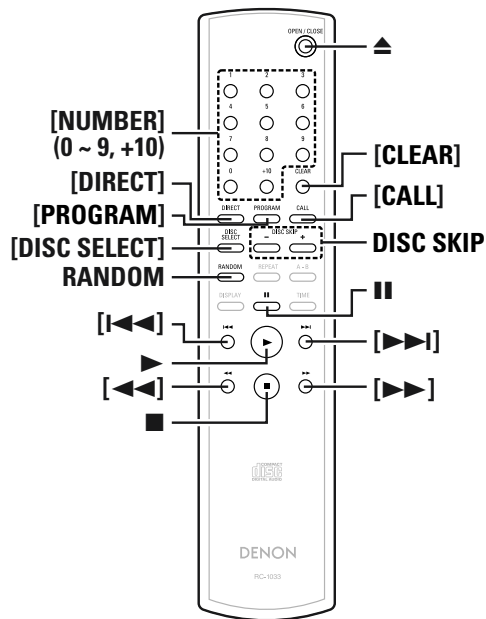 OPEN / CLOSE
1 2 3
4 5 6
[NUMBER]
(0 ~ 9, +10)
7 8 9
0 +10 CLEAR
[CLEAR]
[DIRECT]
DIRECT PROGRAM CALL
[CALL]
[PROGRAM]
DISC SELECT
DISC SKIP
− +
[DISC SELECT]
DISC SKIP
RANDOM
RANDOM REPEAT A - B
DISPLAY TIME
COMPACT
disc
DIGITAL AUDIO
DENON
RC-1033